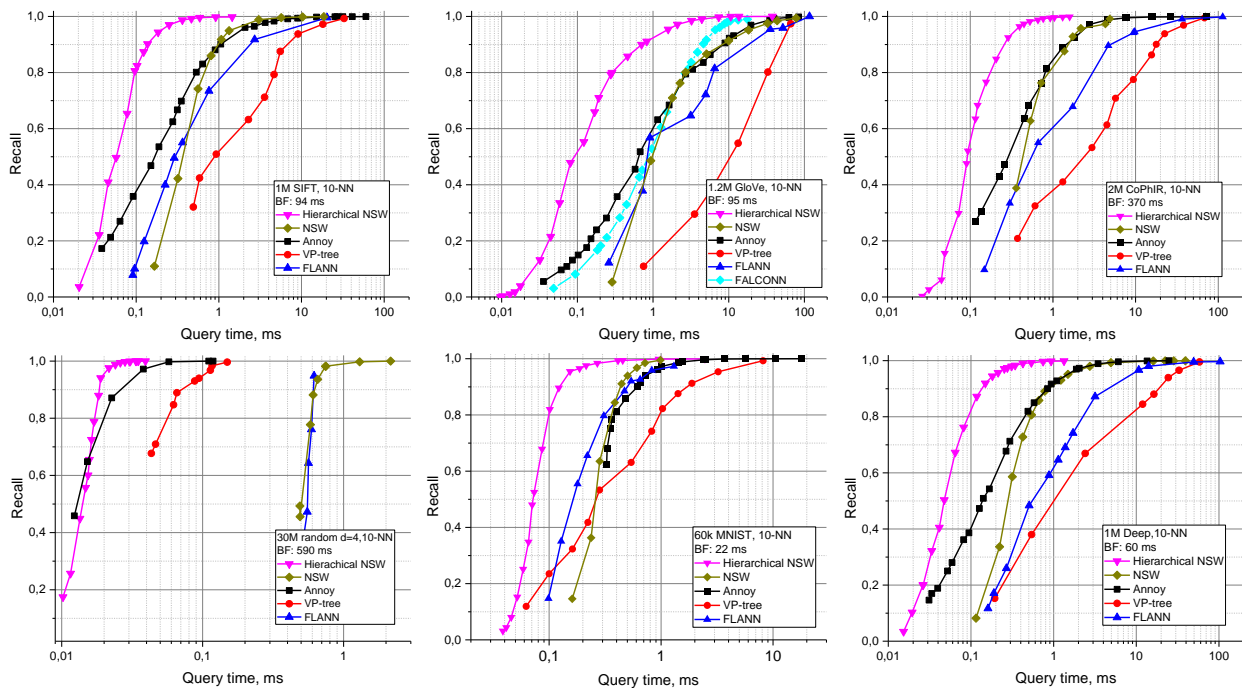 1,0
0,8
0,6
0,4
0,2
0,0
Recall
0,01
0,1
1
10
100
Query time, ms
1M SIFT, 10-NN
BF: 94 ms
Hierarchical NSW
NSW
Annoy
VP-tree
FLANN
1,0
0,8
0,6
0,4
0,2
0,0
Recall
0,01
0,1
1
10
100
Query time, ms
1.2M GloVe, 10-NN
BF: 95 ms
Hierarchical NSW
NSW
Annoy
VP-tree
FLANN
FALCONN
1,0
0,8
0,6
0,4
0,2
0,0
Recall
0,01
0,1
1
10
100
Query time, ms
2M CoPhIR, 10-NN
BF: 370 ms
Hierarchical NSW
NSW
Annoy
VP-tree
FLANN
1,0
0,8
0,6
0,4
0,2
Recall
0,01
0,1
1
Query time, ms
30M random d=4,10-NN
BF: 590 ms
Hierarical NSW
NSW
Annoy
VP-tree
FLANN
1,0
0,8
0,6
0,4
0,2
0,0
Recall
0,1
1
10
Query time, ms
60k MNIST, 10-NN
BF: 22 ms
Hierarchical NSW
NSW
Annoy
VP-tree
FLANN
1,0
0,8
0,6
0,4
0,2
0,0
Recall
0,01
0,1
1
10
100
Query time, ms
1M Deep,10-NN
BF: 60 ms
Hierarchical NSW
NSW
Annoy
VP-tree
FLANN